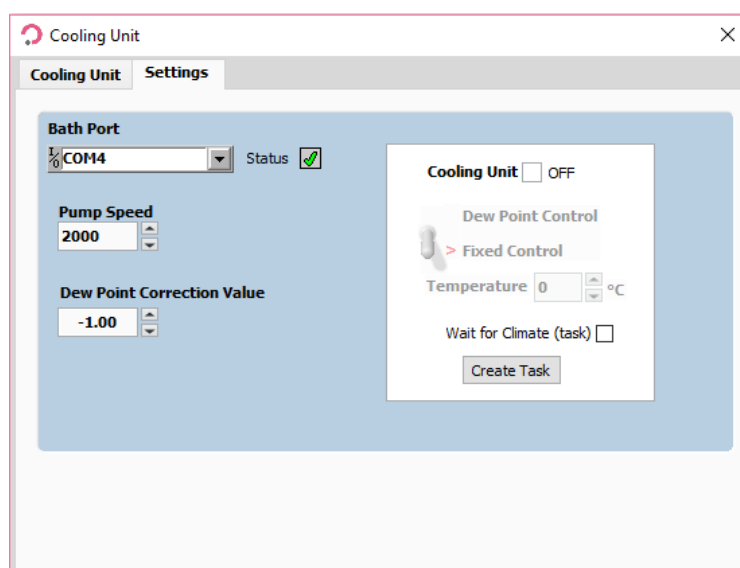 Cooling Unit
Cooling Unit Settings
Bath Port
I/O COM4 Status
Pump Speed
2000
Dew Point Correction Value
-1.00
Cooling Unit OFF
Dew Point Control
> Fixed Control
Temperature 0 °C
Wait for Climate (task)
Create Task